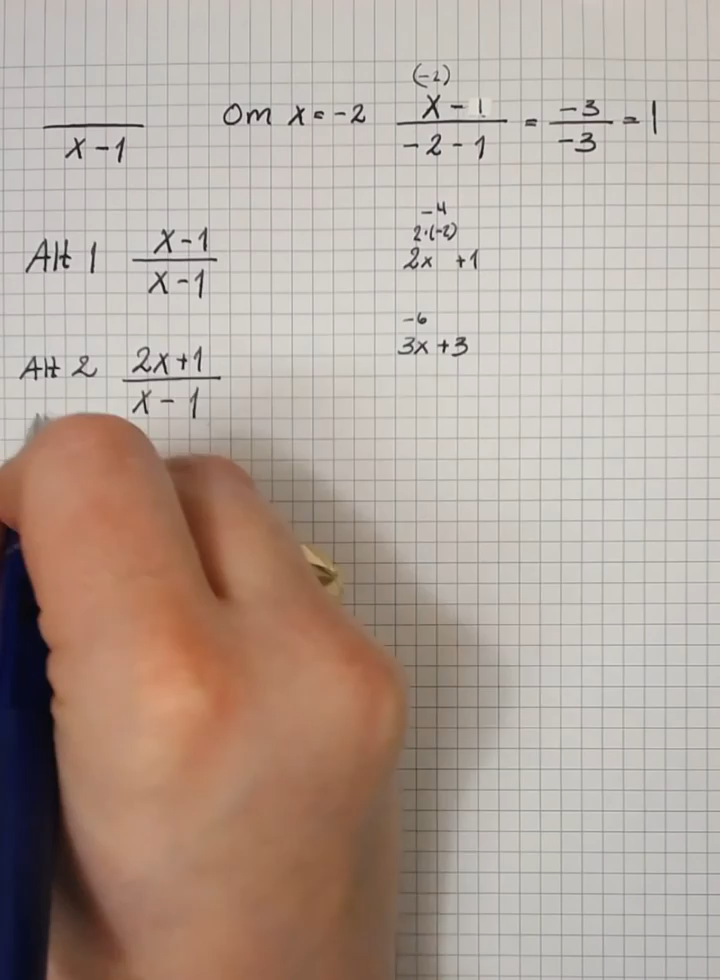 (-2)
Om x = -2
x - 1
x - 1
-2 - 1
= -3/-3 = 1
-4
2·(-2)
2x +1
Alt 1
x - 1
x - 1
-6
3x + 3
Alt 2
2x + 1
x - 1